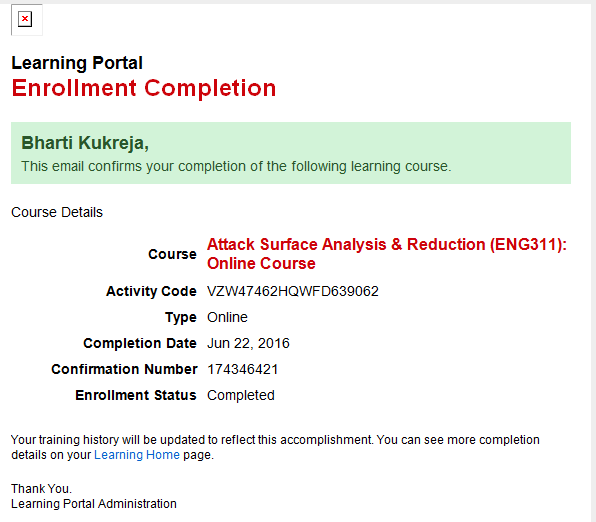 Learning Portal
Enrollment Completion
Bharti Kukreja,
This email confirms your completion of the following learning course.
Course Details
Course Attack Surface Analysis & Reduction (ENG311):
Online Course
Activity Code VZW47462HQWFD639062
Type Online
Completion Date Jun 22, 2016
Confirmation Number 174346421
Enrollment Status Completed
Your training history will be updated to reflect this accomplishment. You can see more completion
details on your Learning Home page.
Thank You.
Learning Portal Administration